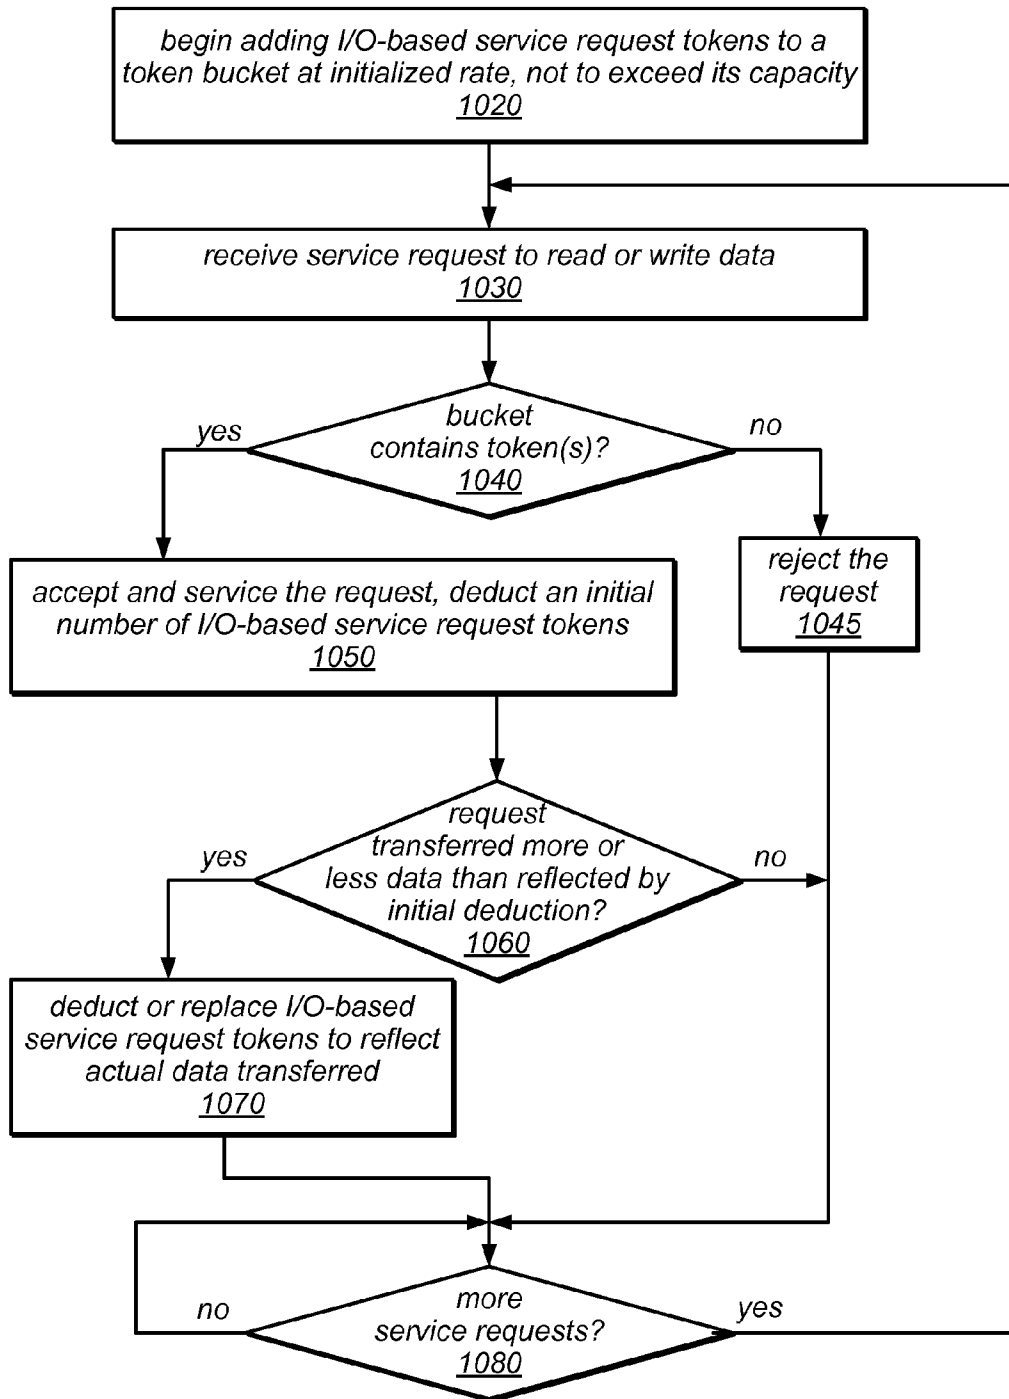 begin adding I/O-based service request tokens to a
token bucket at initialized rate, not to exceed its capacity
1020
receive service request to read or write data
1030
bucket
contains token(s)?
1040
yes
no
accept and service the request, deduct an initial
number of I/O-based service request tokens
1050
reject the
request
1045
request
transferred more or
less data than reflected by
initial deduction?
1060
yes
no
deduct or replace I/O-based
service request tokens to reflect
actual data transferred
1070
more
service requests?
1080
no
yes